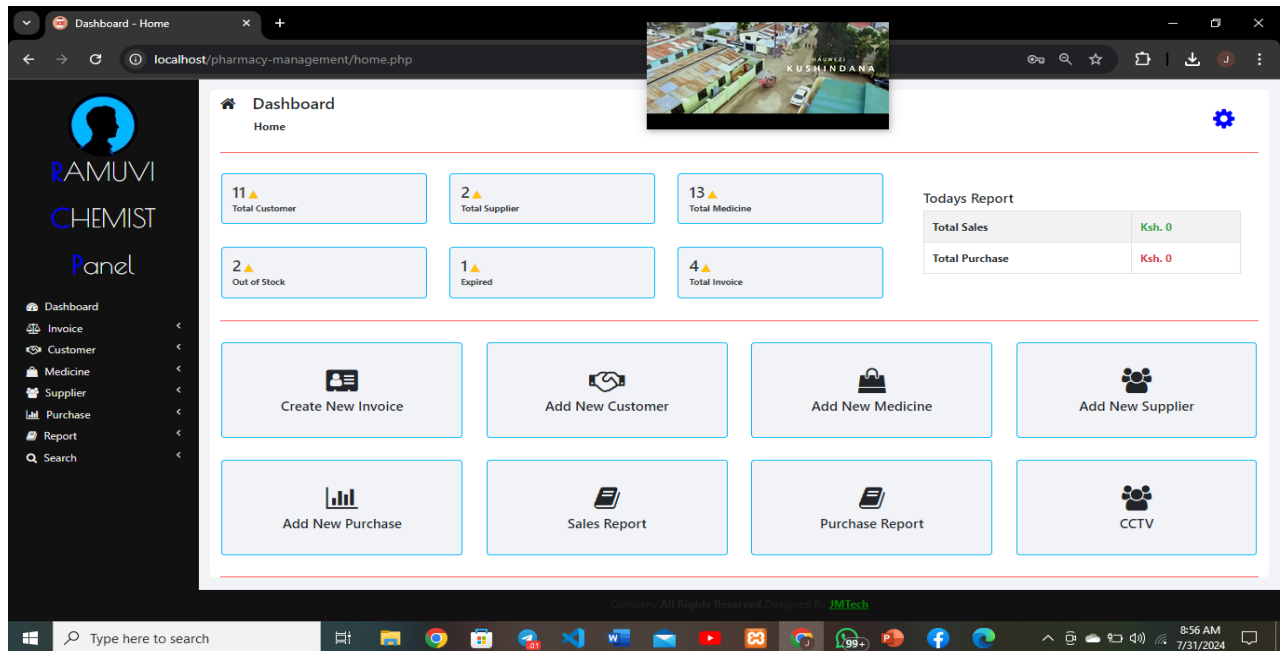 Dashboard - Home
localhost/pharmacy-management/home.php
J
HAUWEZI
KUSHINDANA
RAMUVI
CHEMIST
Panel
Dashboard
Invoice
Customer
Medicine
Supplier
Purchase
Report
Search
Dashboard
Home
11
Total Customer
2
Total Supplier
13
Total Medicine
2
Out of Stock
1
Expired
4
Total Invoice
Todays Report
Total Sales Ksh. 0
Total Purchase Ksh. 0
Create New Invoice
Add New Customer
Add New Medicine
Add New Supplier
Add New Purchase
Sales Report
Purchase Report
CCTV
Company.All Rights Reserved.Designed By JMTech
Type here to search
99+
8:56 AM
7/31/2024